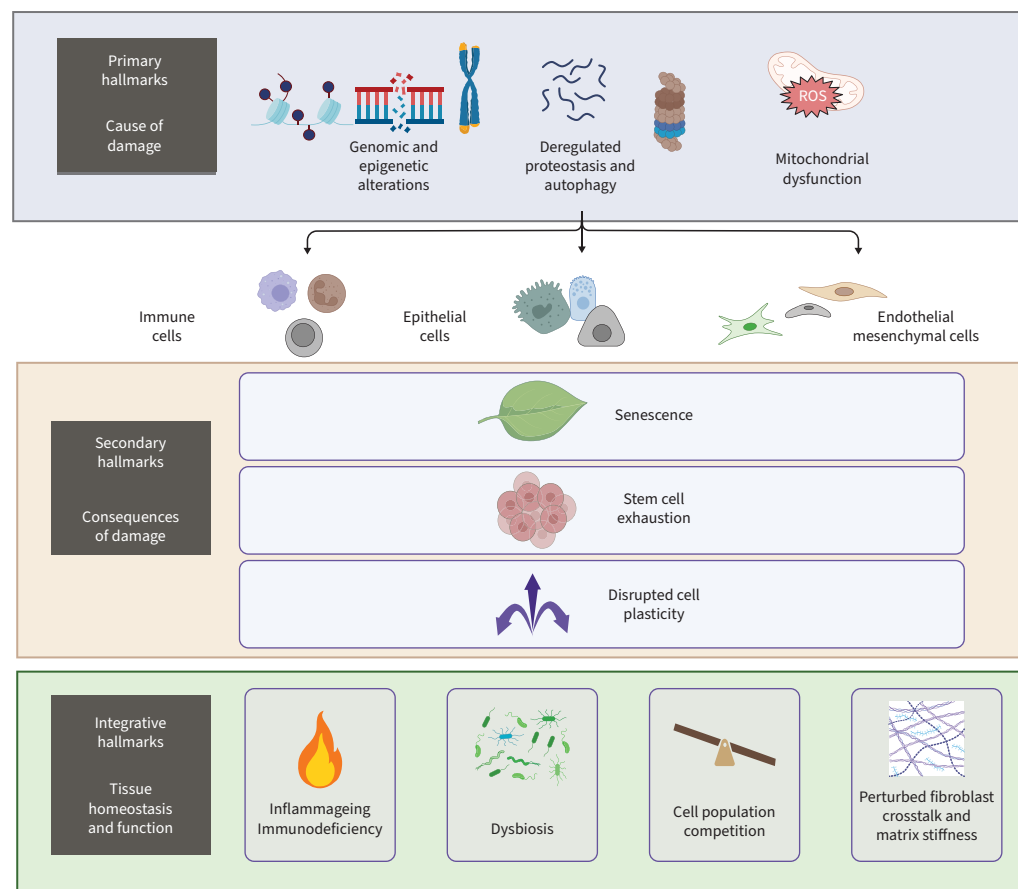 Primary
hallmarks
Cause of
damage
Genomic and
epigenetic
alterations
Deregulated
proteostasis and
autophagy
ROS
Mitochondrial
dysfunction
Immune
cells
Epithelial
cells
Endothelial
mesenchymal cells
Secondary
hallmarks
Consequences
of damage
Senescence
Stem cell
exhaustion
Disrupted cell
plasticity
Integrative
hallmarks
Tissue
homeostasis
and function
Inflammageing
Immunodeficiency
Dysbiosis
Cell population
competition
Perturbed fibroblast
crosstalk and
matrix stiffness